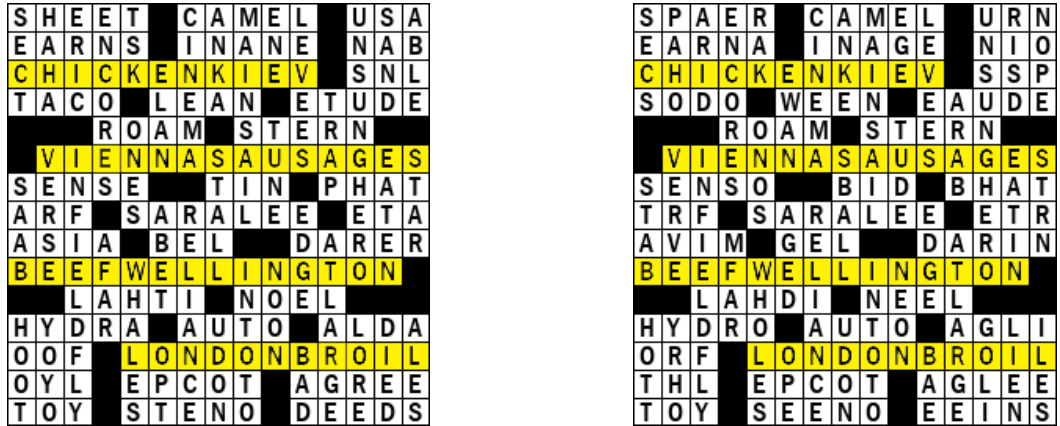 SHEET CAMEL USA
EARNS INANE NAB
CHICKENKIEV SNL
TACO LEAN ETUDE
ROAM STERN
VIENNASAUSAGES
SENSE TIN PHAT
ARF SARALEE ETA
ASIA BEL DARER
BEEFWELLINGTON
LAHTI NOEL
HYDRA AUTO ALDA
OOF LONDONBROIL
OYL EPCOT AGREE
TOY STENO DEEDS
SPAER CAMEL URN
EARNA INAGE NIO
CHICKENKIEV SSP
SODO WEEN EAUDE
ROAM STERN
VIENNASAUSAGES
SENSO BID BHAT
TRF SARALEE ETR
AVIM GEL DARIN
BEEFWELLINGTON
LAHDI NEEL
HYDRO AUTO AGLI
ORF LONDONBROIL
THL EPCOT AGLEE
TOY SEENO EEINS